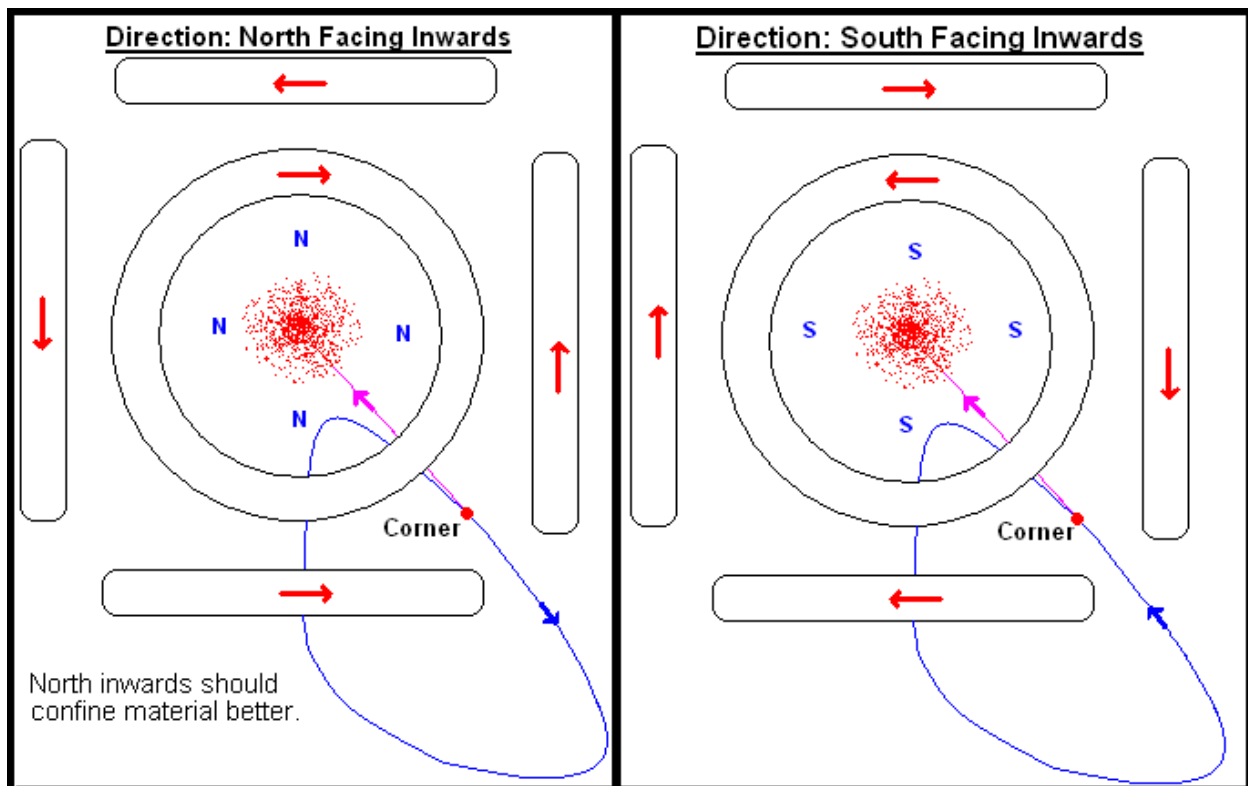 Direction: North Facing Inwards
N
N
N
N
Corner
North inwards should
confine material better.
Direction: South Facing Inwards
S
S
S
S
Corner